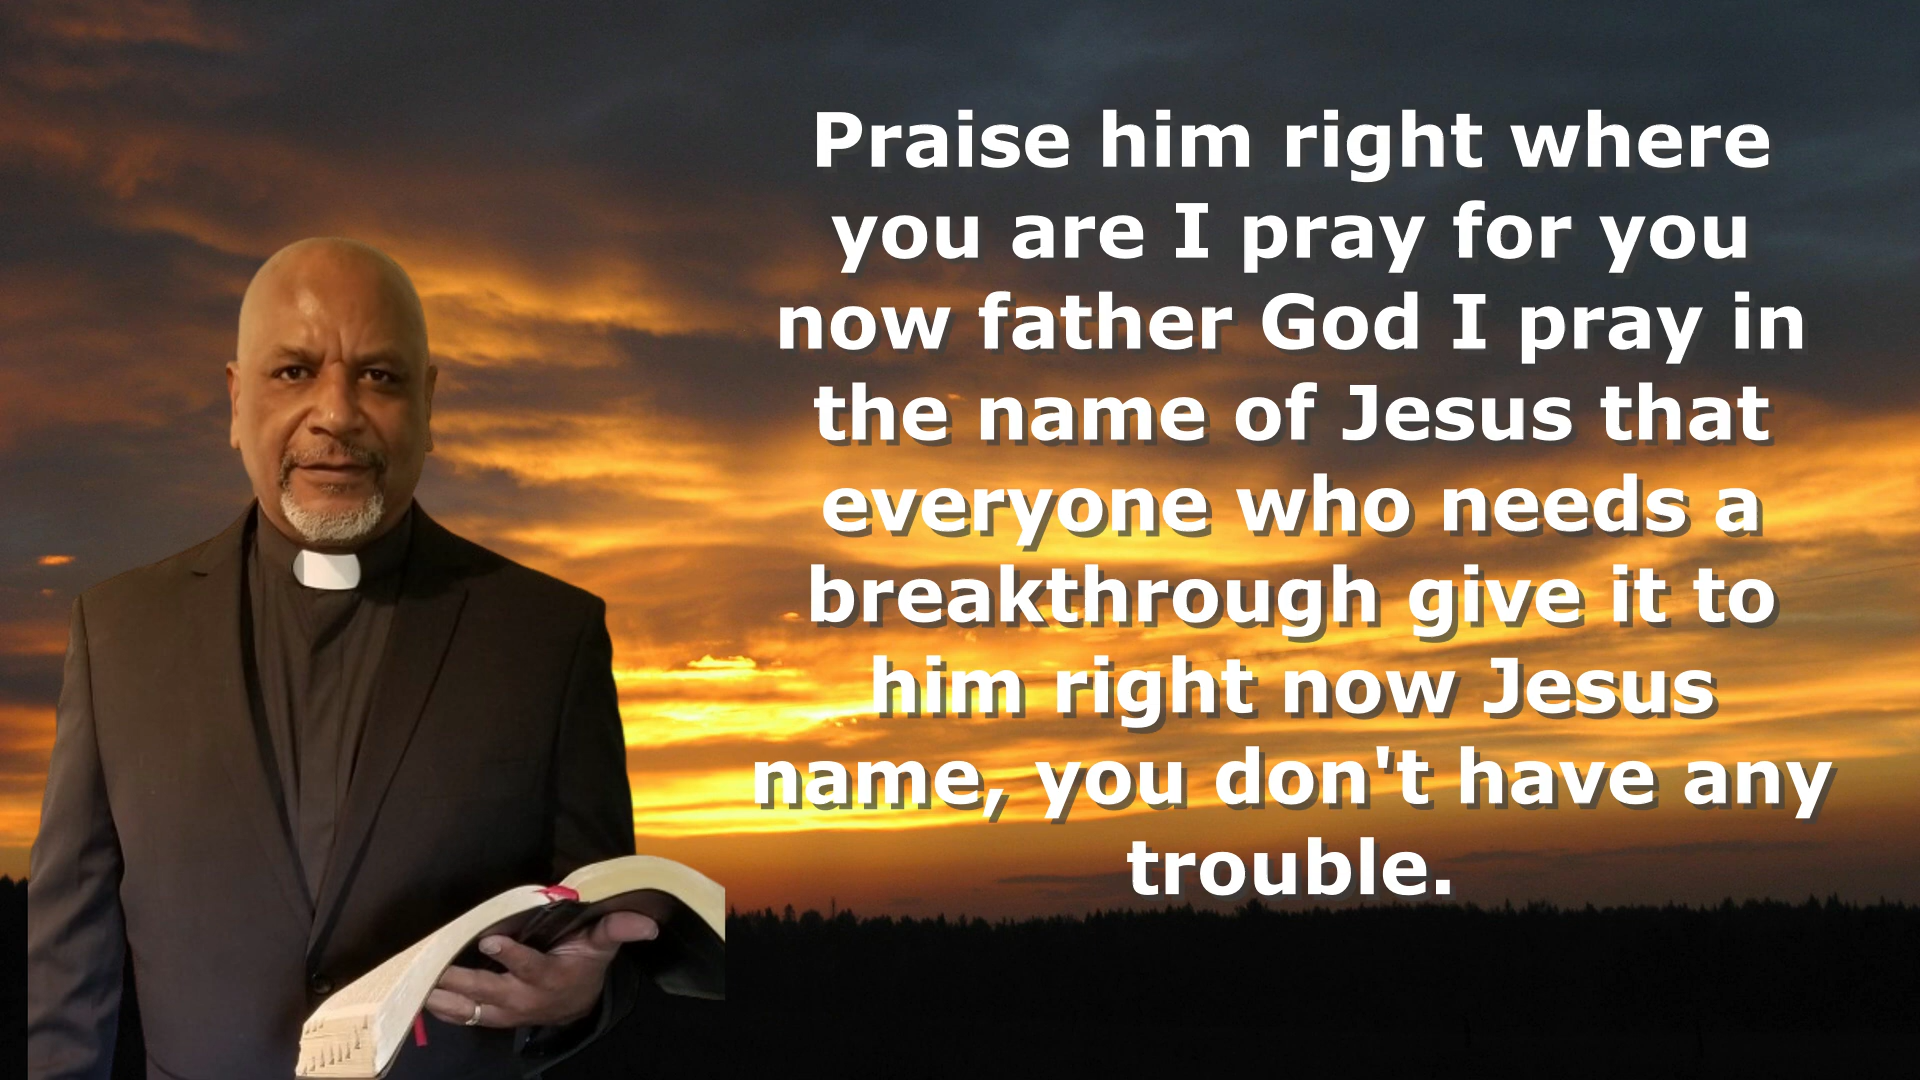 Praise him right where
you are I pray for you
now father God I pray in
the name of Jesus that
everyone who needs a
breakthrough give it to
him right now Jesus
name, you don't have any
trouble.